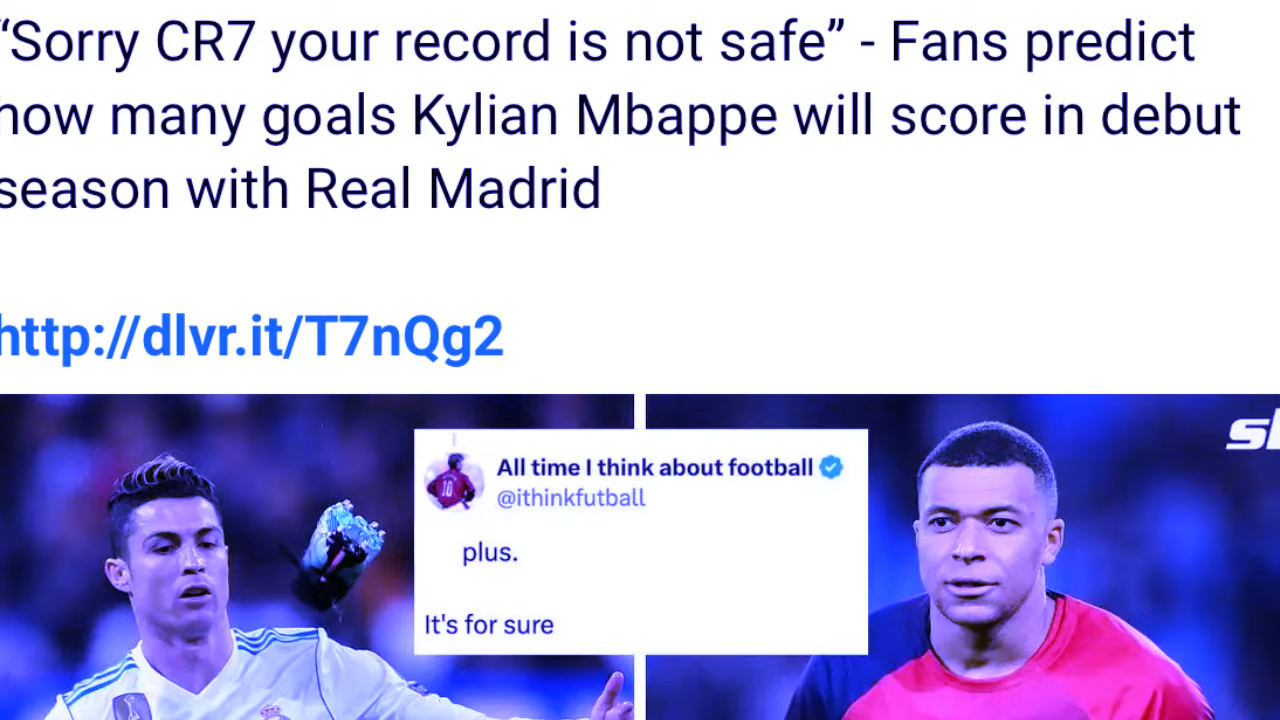 “Sorry CR7 your record is not safe” - Fans predict
how many goals Kylian Mbappe will score in debut
season with Real Madrid
http://dlvr.it/T7nQg2
All time I think about football
@ithinkfutball
plus.
It's for sure
10